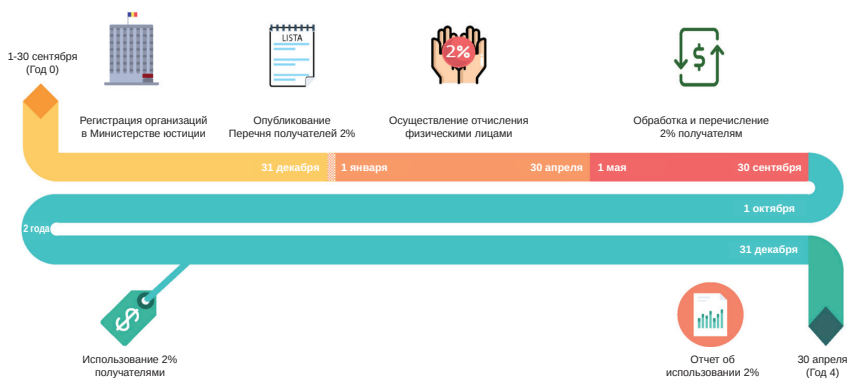 1-30 сентября
(Год 0)
LISTA
2%
Регистрация организаций
в Министерстве юстиции
Опубликование
Перечня получателей 2%
Осуществление отчисления
физическими лицами
Обработка и перечисление
2% получателям
31 декабря
1 января
30 апреля
1 мая
30 сентября
1 октября
2 года
31 декабря
$
$
Использование 2%
получателями
Отчет об
использовании 2%
30 апреля
(Год 4)